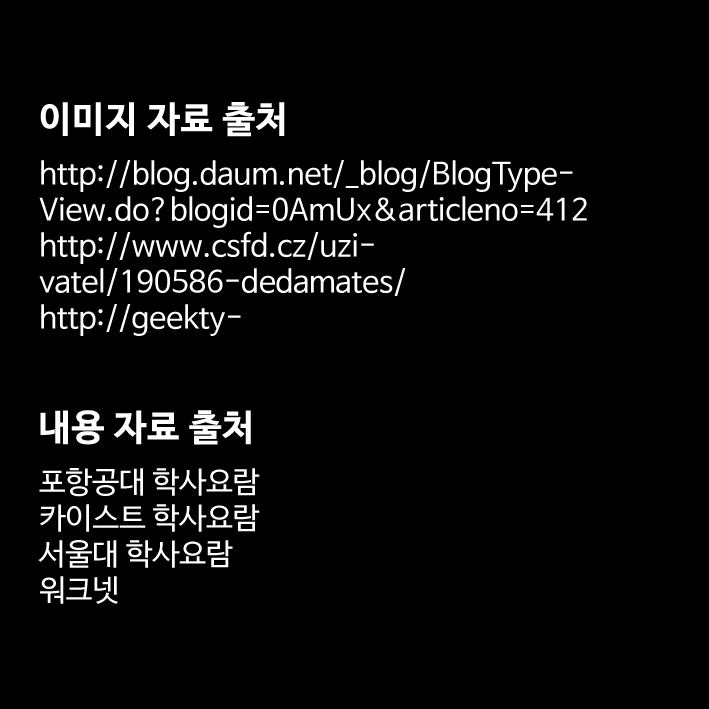 이미지 자료 출처
http://blog.daum.net/_blog/BlogType-
View.do?blogid=0AmUx&articleno=412
http://www.csfd.cz/uzi-
vatel/190586-dedamates/
http://geekty-
내용 자료 출처
포항공대 학사요람
카이스트 학사요람
서울대 학사요람
워크넷